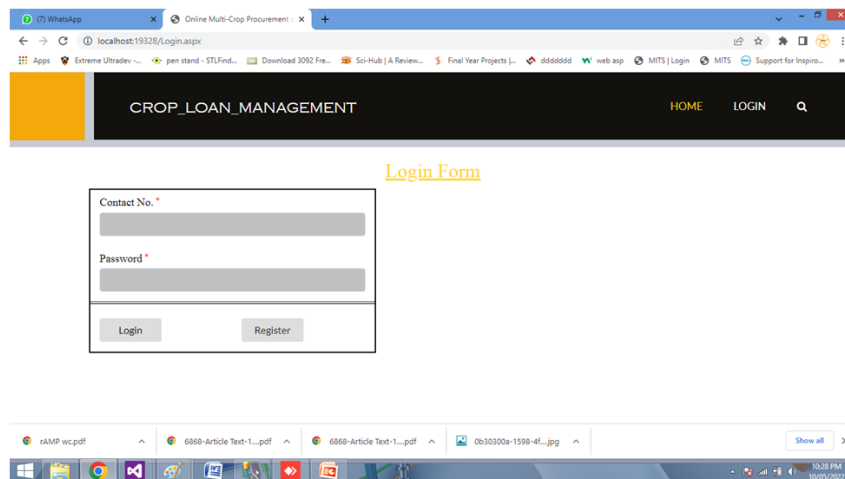 (7) WhatsApp
Online Multi-Crop Procurement
localhost:19328/Login.aspx
Apps Extreme Ultradev -... pen stand - STLFind... Download 3092 Fre... Sci-Hub | A Review... Final Year Projects |... ddddddd web asp MITS | Login MITS Support for Inspiro...
CROP_LOAN_MANAGEMENT HOME LOGIN
Login Form
Contact No. *
Password *
Login Register
rAMP wc.pdf 6868-Article Text-1....pdf 6868-Article Text-1....pdf 0b30300a-1598-4f....jpg Show all
10:28 PM
10/05/2022